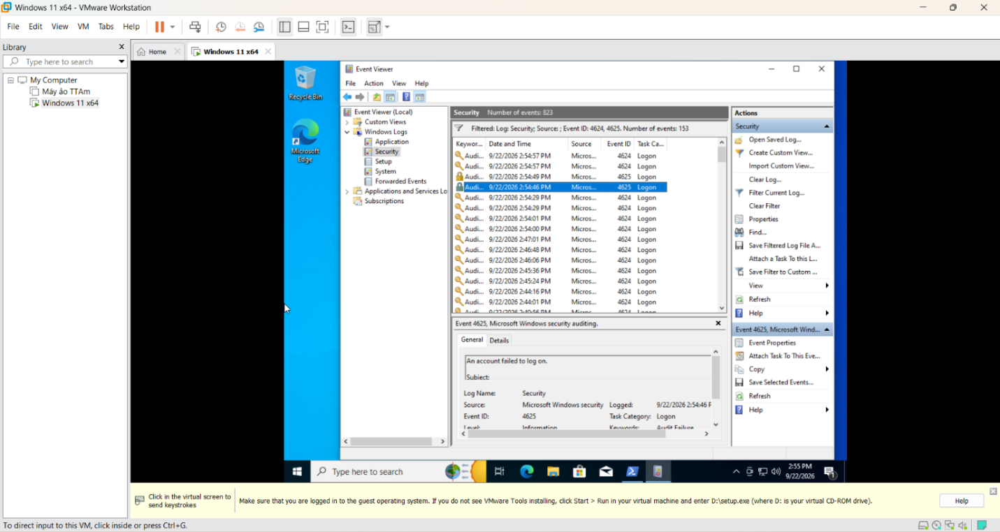 Windows 11 x64 - VMware Workstation
File Edit View VM Tabs Help
Library
Type here to search
My Computer
Máy ảo TTAm
Windows 11 x64
Home
Windows 11 x64
Recycle Bin
Microsoft Edge
Event Viewer
File Action View Help
Event Viewer (Local)
Custom Views
Windows Logs
Application
Security
Setup
System
Forwarded Events
Applications and Services Lo
Subscriptions
Security Number of events: 823
Filtered: Log: Security; Source: ; Event ID: 4624, 4625. Number of events: 153
Keywor... Date and Time Source Event ID Task Ca...
Audi... 9/22/2026 2:54:57 PM Micros... 4624 Logon
Audi... 9/22/2026 2:54:57 PM Micros... 4624 Logon
Audi... 9/22/2026 2:54:49 PM Micros... 4625 Logon
Audi... 9/22/2026 2:54:46 PM Micros... 4625 Logon
Audi... 9/22/2026 2:54:29 PM Micros... 4624 Logon
Audi... 9/22/2026 2:54:29 PM Micros... 4624 Logon
Audi... 9/22/2026 2:54:01 PM Micros... 4624 Logon
Audi... 9/22/2026 2:54:00 PM Micros... 4624 Logon
Audi... 9/22/2026 2:47:01 PM Micros... 4624 Logon
Audi... 9/22/2026 2:46:48 PM Micros... 4624 Logon
Audi... 9/22/2026 2:46:06 PM Micros... 4624 Logon
Audi... 9/22/2026 2:45:36 PM Micros... 4624 Logon
Audi... 9/22/2026 2:45:24 PM Micros... 4624 Logon
Audi... 9/22/2026 2:44:16 PM Micros... 4624 Logon
Audi... 9/22/2026 2:44:01 PM Micros... 4624 Logon
Audi... 9/22/2026 2:40:56 PM Micros... 4624 Logon
Event 4625, Microsoft Windows security auditing.
General Details
An account failed to log on.
Subject:
Log Name: Security
Source: Microsoft Windows security Logged: 9/22/2026 2:54:46 P
Event ID: 4625 Task Category: Logon
Level: Information Keywords: Audit Failure
Actions
Security
Open Saved Log...
Create Custom View...
Import Custom View...
Clear Log...
Filter Current Log...
Clear Filter
Properties
Find...
Save Filtered Log File A...
Attach a Task To this L...
Save Filter to Custom ...
View
Refresh
Help
Event 4625, Microsoft Wind...
Event Properties
Attach Task To This Eve...
Copy
Save Selected Events...
Refresh
Help
Type here to search
2:55 PM
9/22/2026
1
Click in the virtual screen to send keystrokes
Make sure that you are logged in to the guest operating system. If you do not see VMware Tools installing, click Start > Run in your virtual machine and enter D:\setup.exe (where D: is your virtual CD-ROM drive).
Help
To direct input to this VM, click inside or press Ctrl+G.